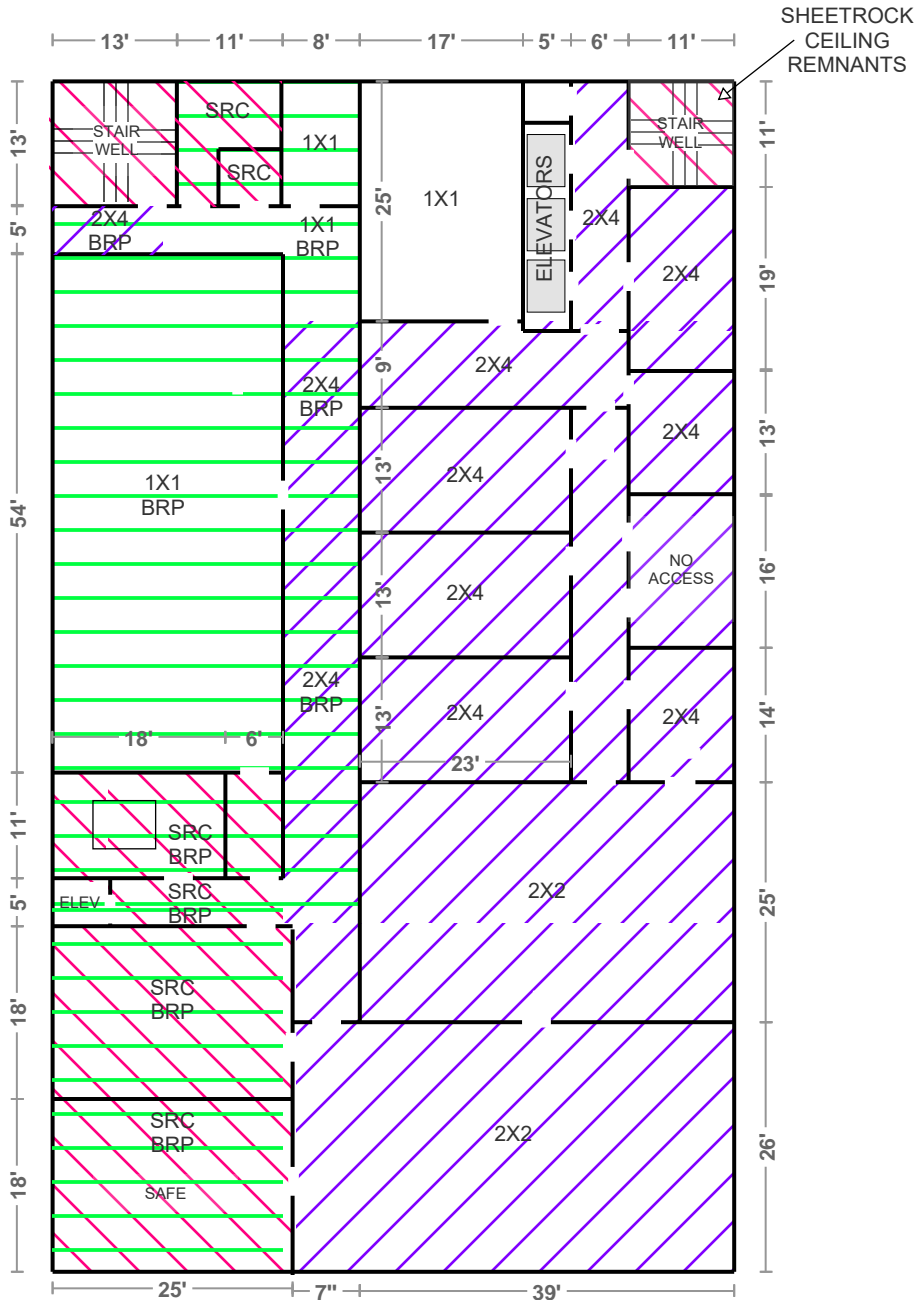 SHEETROCK
CEILING
REMNANTS
13'
11'
8'
17'
5'
6'
11'
13'
STAIR
WELL
SRC
SRC
1X1
25'
1X1
ELEVATORS
2X4
STAIR
WELL
11'
5'
2X4
BRP
1X1
BRP
2X4
19'
54'
1X1
BRP
2X4
BRP
9'
2X4
13'
2X4
2X4
13'
13'
2X4
NO
ACCESS
16'
2X4
BRP
13'
2X4
2X4
14'
18'
6'
23'
11'
SRC
BRP
5'
ELEV
SRC
BRP
2X2
25'
18'
SRC
BRP
18'
SRC
BRP
SAFE
2X2
26'
25'
7"
39'